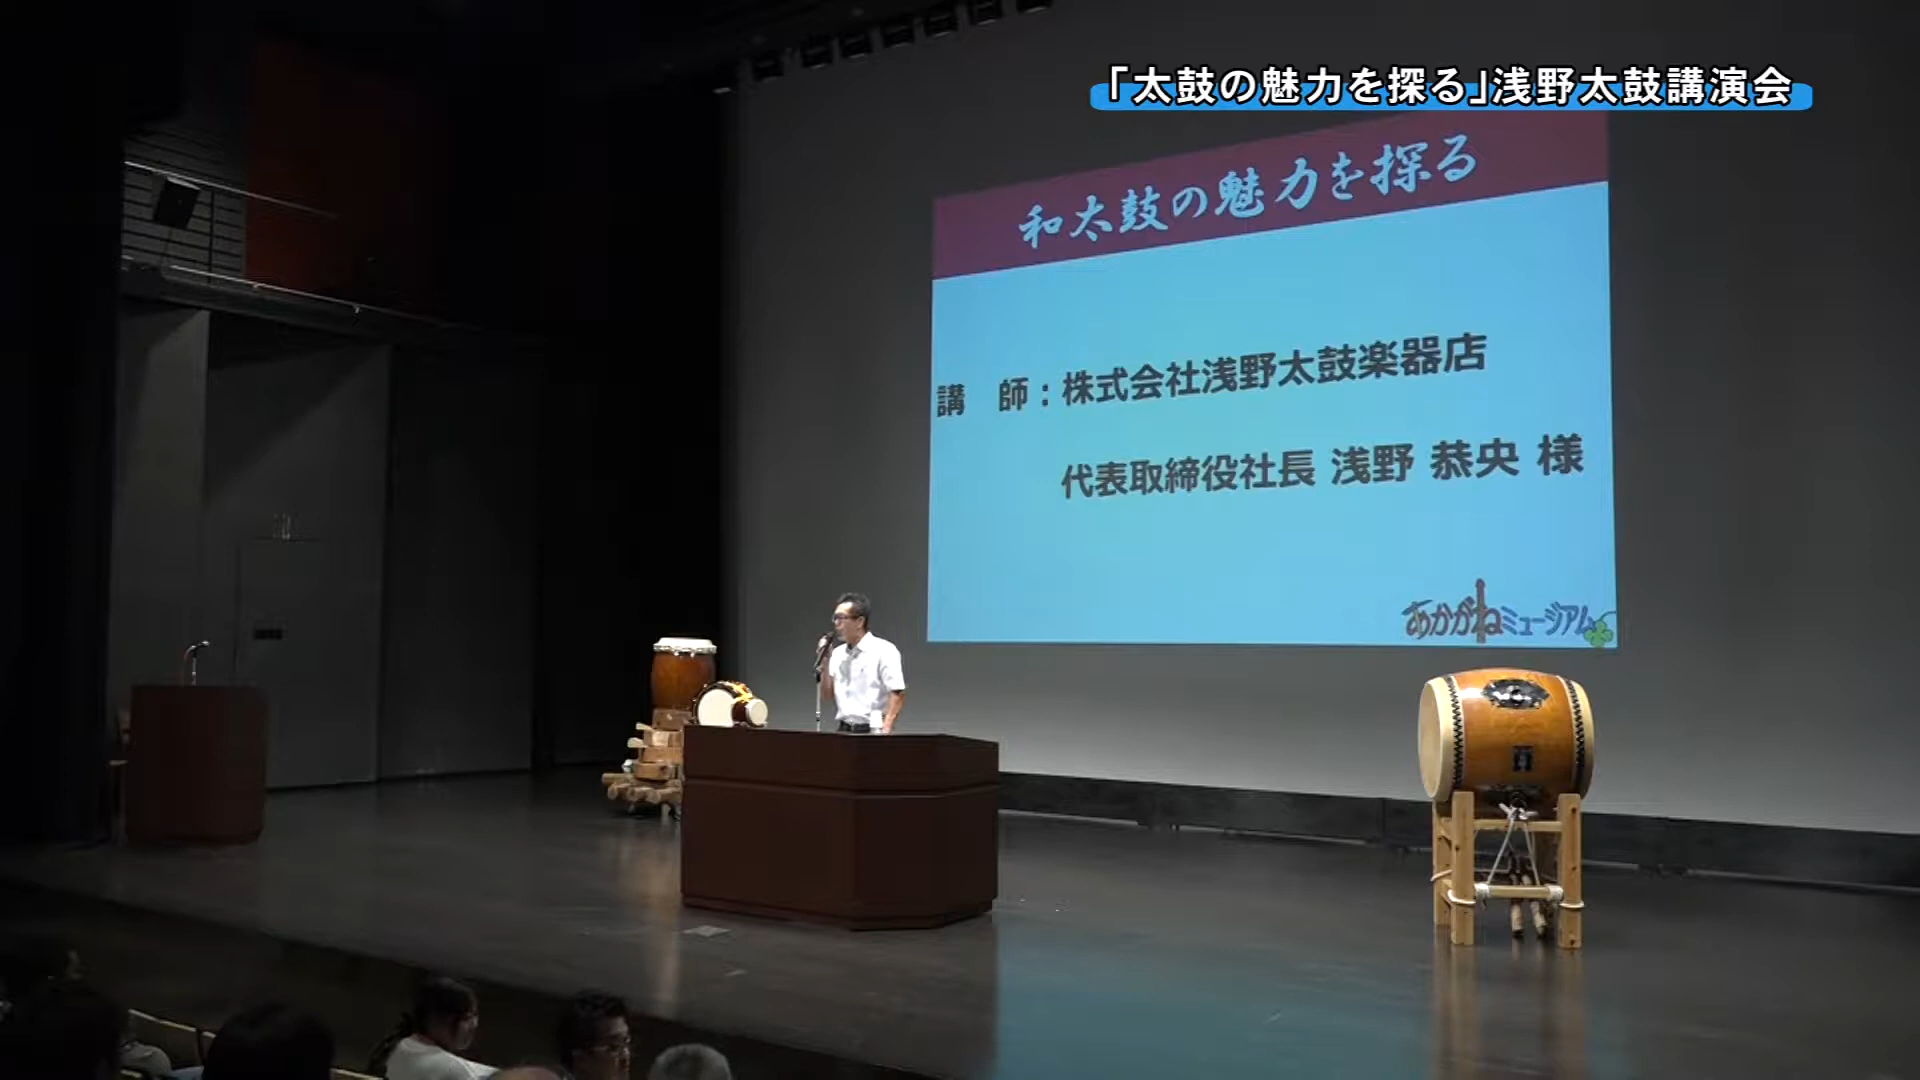 「太鼓の魅力を探る」浅野太鼓講演会
和太鼓の魅力を探る
講　師：株式会社浅野太鼓楽器店
代表取締役社長 浅野 恭央 様
あかがねミュージアム